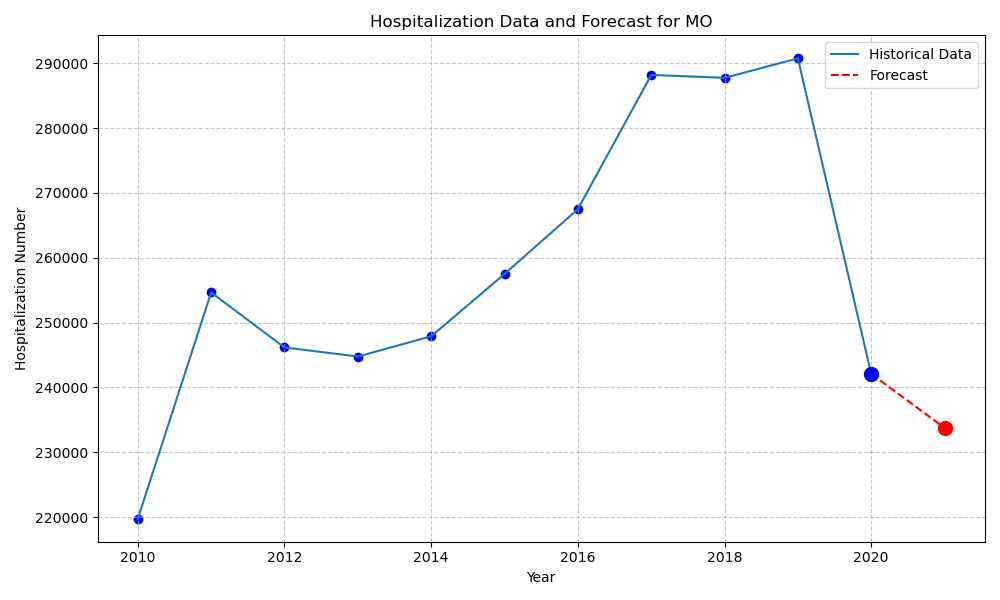 Hospitalization Data and Forecast for MO
Historical Data
Forecast
Hospitalization Number
290000
280000
270000
260000
250000
240000
230000
220000
2010
2012
2014
2016
2018
2020
Year